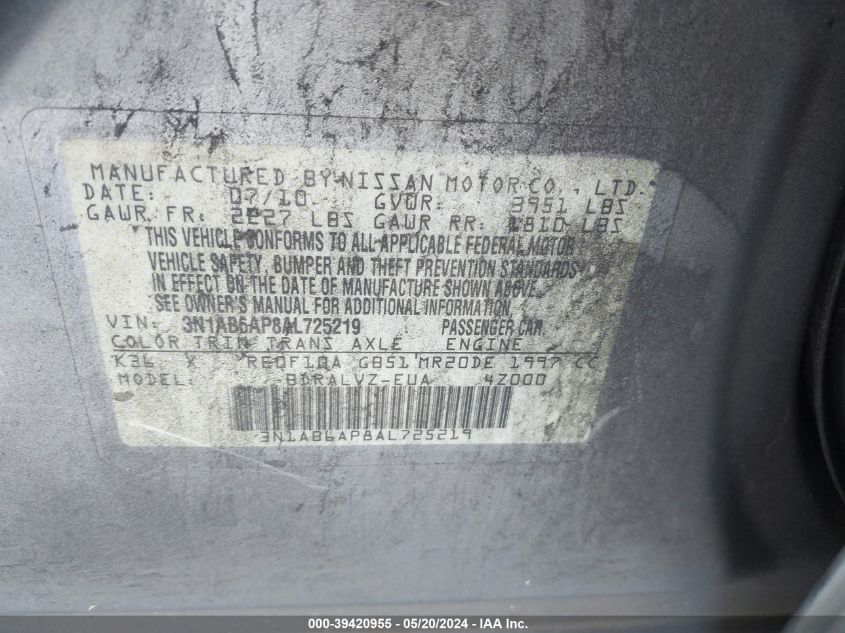 MANUFACTURED BY NISSAN MOTOR CO., LTD.
DATE: 07/10 GVWR: 3951 LBS
GAWR FR: 2227 LBS GAWR RR: 1810 LBS
THIS VEHICLE CONFORMS TO ALL APPLICABLE FEDERAL MOTOR
VEHICLE SAFETY, BUMPER AND THEFT PREVENTION STANDARDS
IN EFFECT ON THE DATE OF MANUFACTURE SHOWN ABOVE.
SEE OWNER'S MANUAL FOR ADDITIONAL INFORMATION.
VIN: 3N1AB6AP8AL725219 PASSENGER CAR
COLOR TRIM TRANS AXLE ENGINE
K36 X RE0F10A GB51 MR20DE 1997 CC
MODEL: BDRALVZ-EUA 4Z000
3N1AB6AP8AL725219
000-39420955 | 05/20/2024 - IAA Inc.